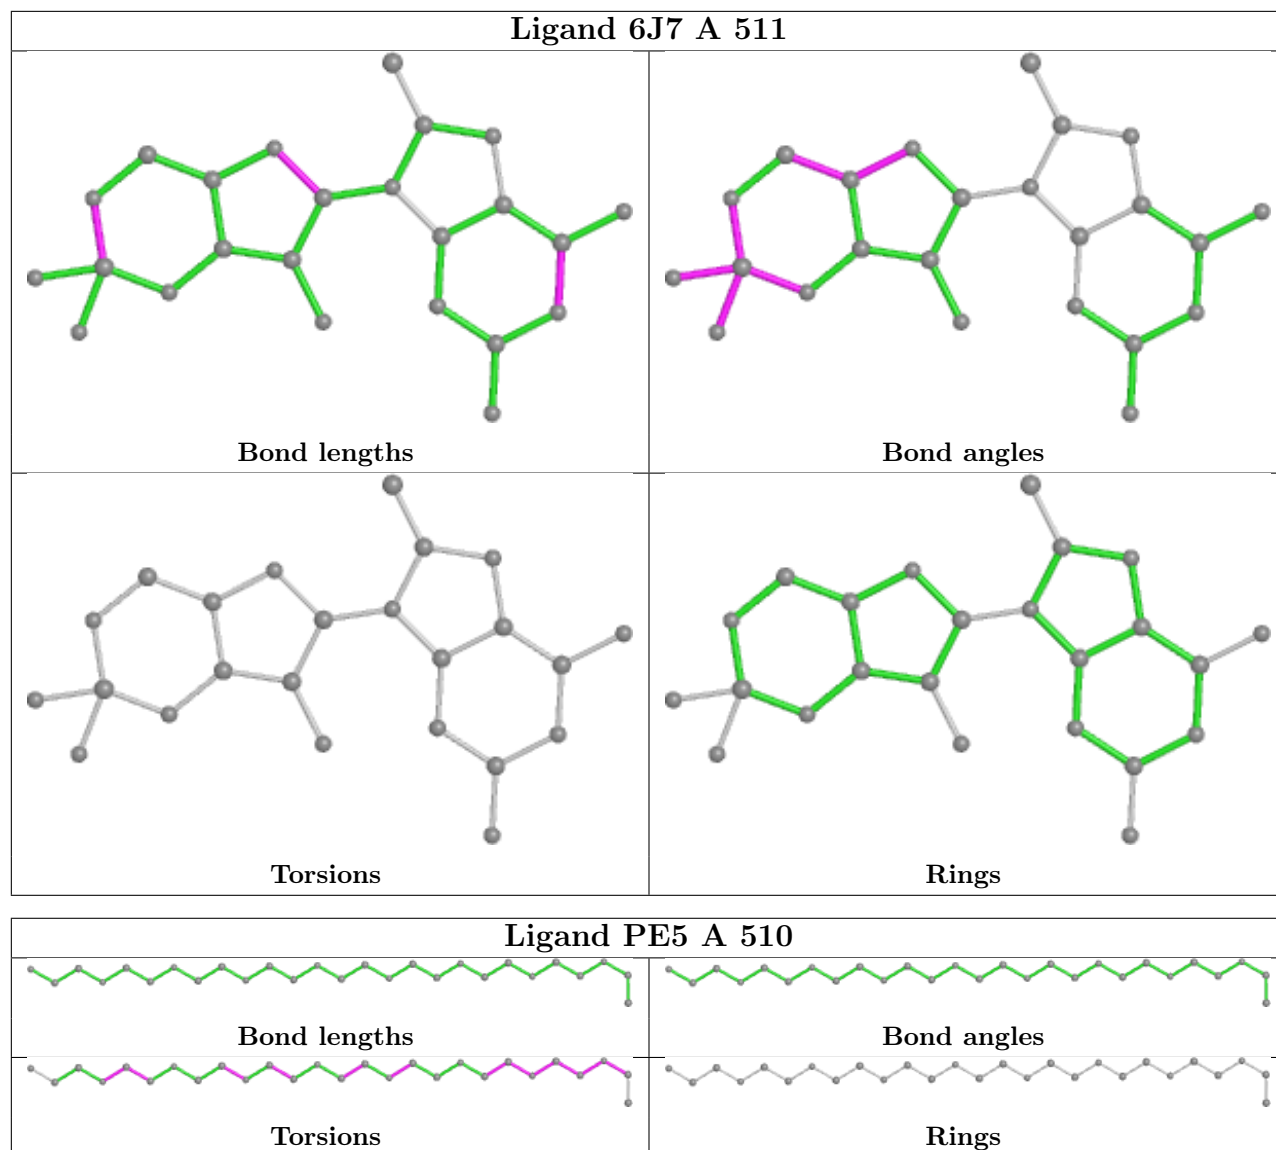 Ligand 6J7 A 511
Bond lengths
Bond angles
Torsions
Rings
Ligand PE5 A 510
Bond lengths
Bond angles
Torsions
Rings